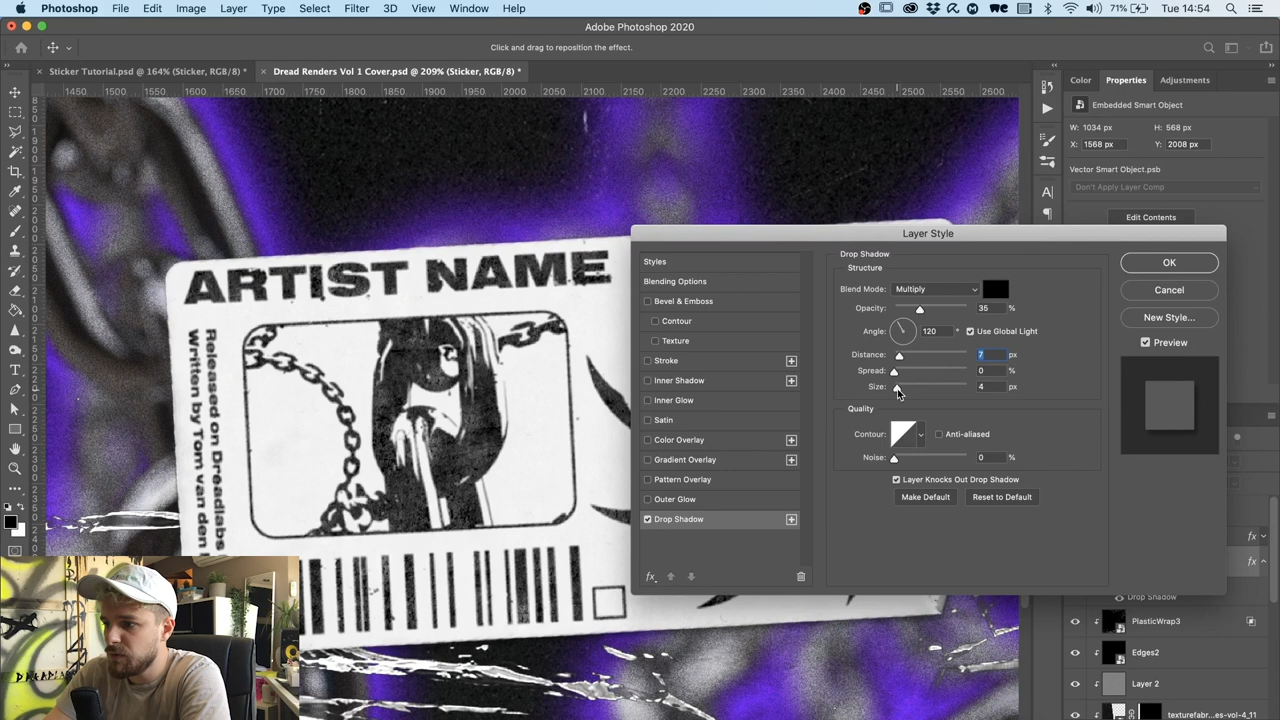 Photoshop File Edit Image Layer Type Select Filter 3D View Window Help 71% Tue 14:54
Adobe Photoshop 2020
Click and drag to reposition the effect.
Sticker Tutorial.psd @ 164% (Sticker, RGB/8) *
Dread Renders Vol 1 Cover.psd @ 209% (Sticker, RGB/8) *
1450 1500 1550 1600 1650 1700 1750 1800 1850 1900 1950 2000 2050 2100 2150 2200 2250 2300 2350 2400 2450 2500 2550 2600
Color Properties Adjustments
Embedded Smart Object
W: 1034 px H: 568 px
X: 1568 px Y: 2008 px
Vector Smart Object.psb
Don't Apply Layer Comp
Edit Contents
ARTIST NAME
Released on Dreadlabs
Written by Tom van den
Layer Style
Styles
Blending Options
Bevel & Emboss
Contour
Texture
Stroke
Inner Shadow
Inner Glow
Satin
Color Overlay
Gradient Overlay
Pattern Overlay
Outer Glow
Drop Shadow
fx
Drop Shadow
Structure
Blend Mode: Multiply
Opacity: 35 %
Angle: 120 ° Use Global Light
Distance: 7 px
Spread: 0 %
Size: 4 px
Quality
Contour: Anti-aliased
Noise: 0 %
Layer Knocks Out Drop Shadow
Make Default Reset to Default
OK
Cancel
New Style...
Preview
fx
fx
Drop Shadow
PlasticWrap3
Edges2
Layer 2
texturefabr...es-vol-4_11